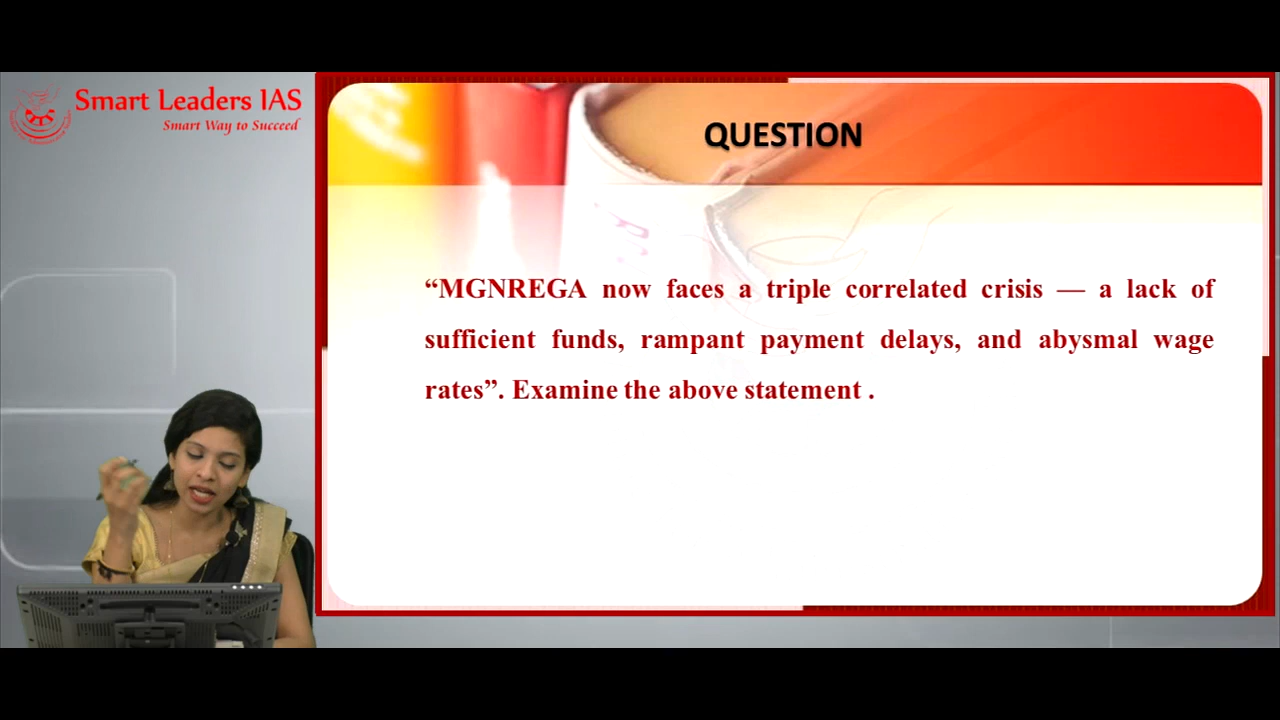 Smart Leaders IAS
Smart Way to Succeed
QUESTION
“MGNREGA now faces a triple correlated crisis — a lack of
sufficient funds, rampant payment delays, and abysmal wage
rates”. Examine the above statement .